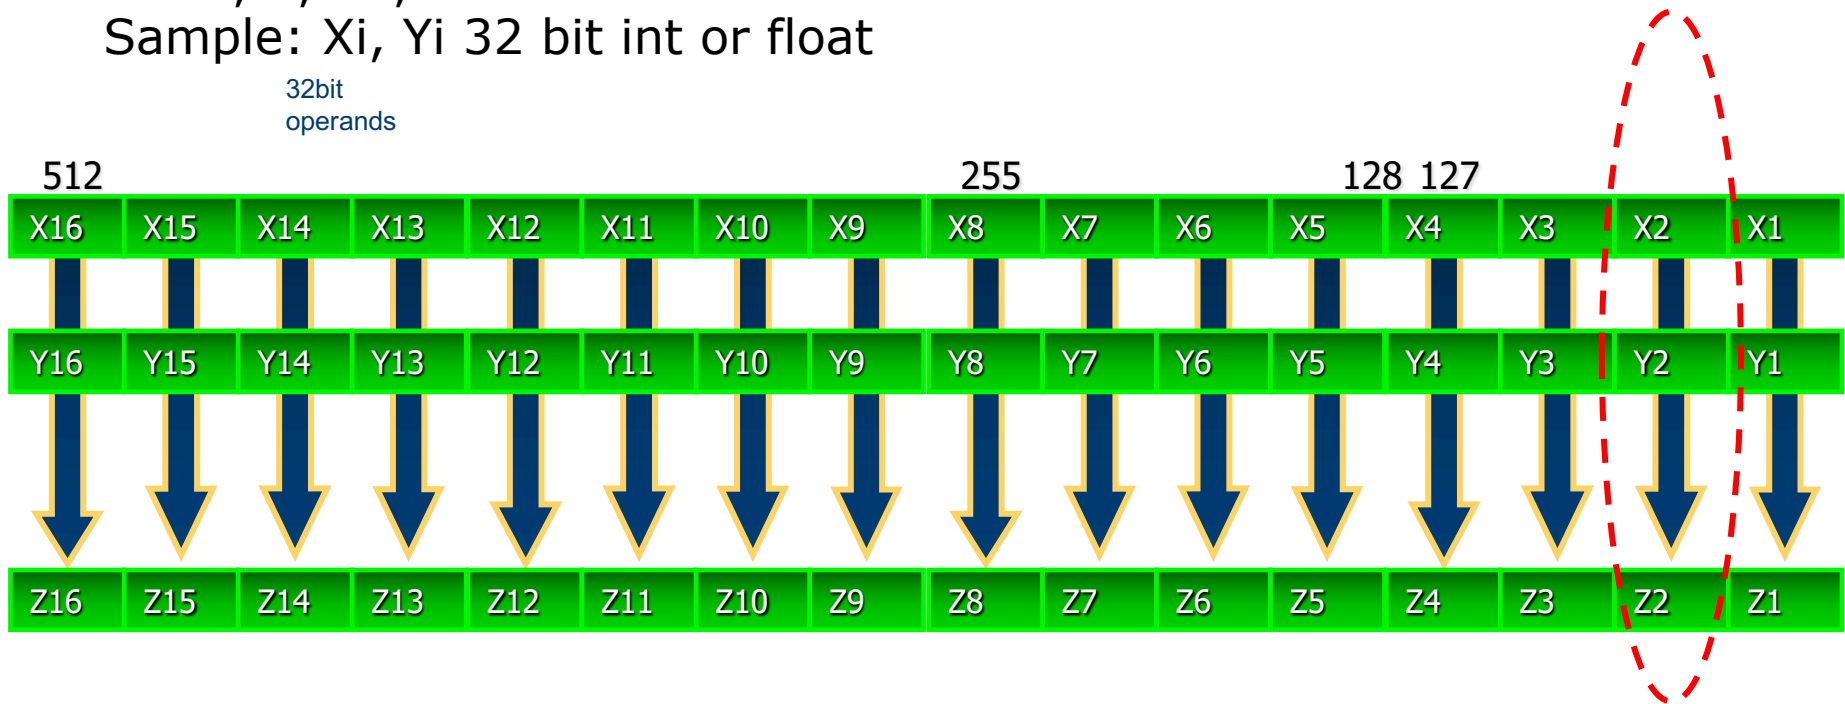 Sample: Xi, Yi 32 bit int or float
32bit
operands
512 255 128 127
X16 X15 X14 X13 X12 X11 X10 X9 X8 X7 X6 X5 X4 X3 X2 X1
Y16 Y15 Y14 Y13 Y12 Y11 Y10 Y9 Y8 Y7 Y6 Y5 Y4 Y3 Y2 Y1
Z16 Z15 Z14 Z13 Z12 Z11 Z10 Z9 Z8 Z7 Z6 Z5 Z4 Z3 Z2 Z1